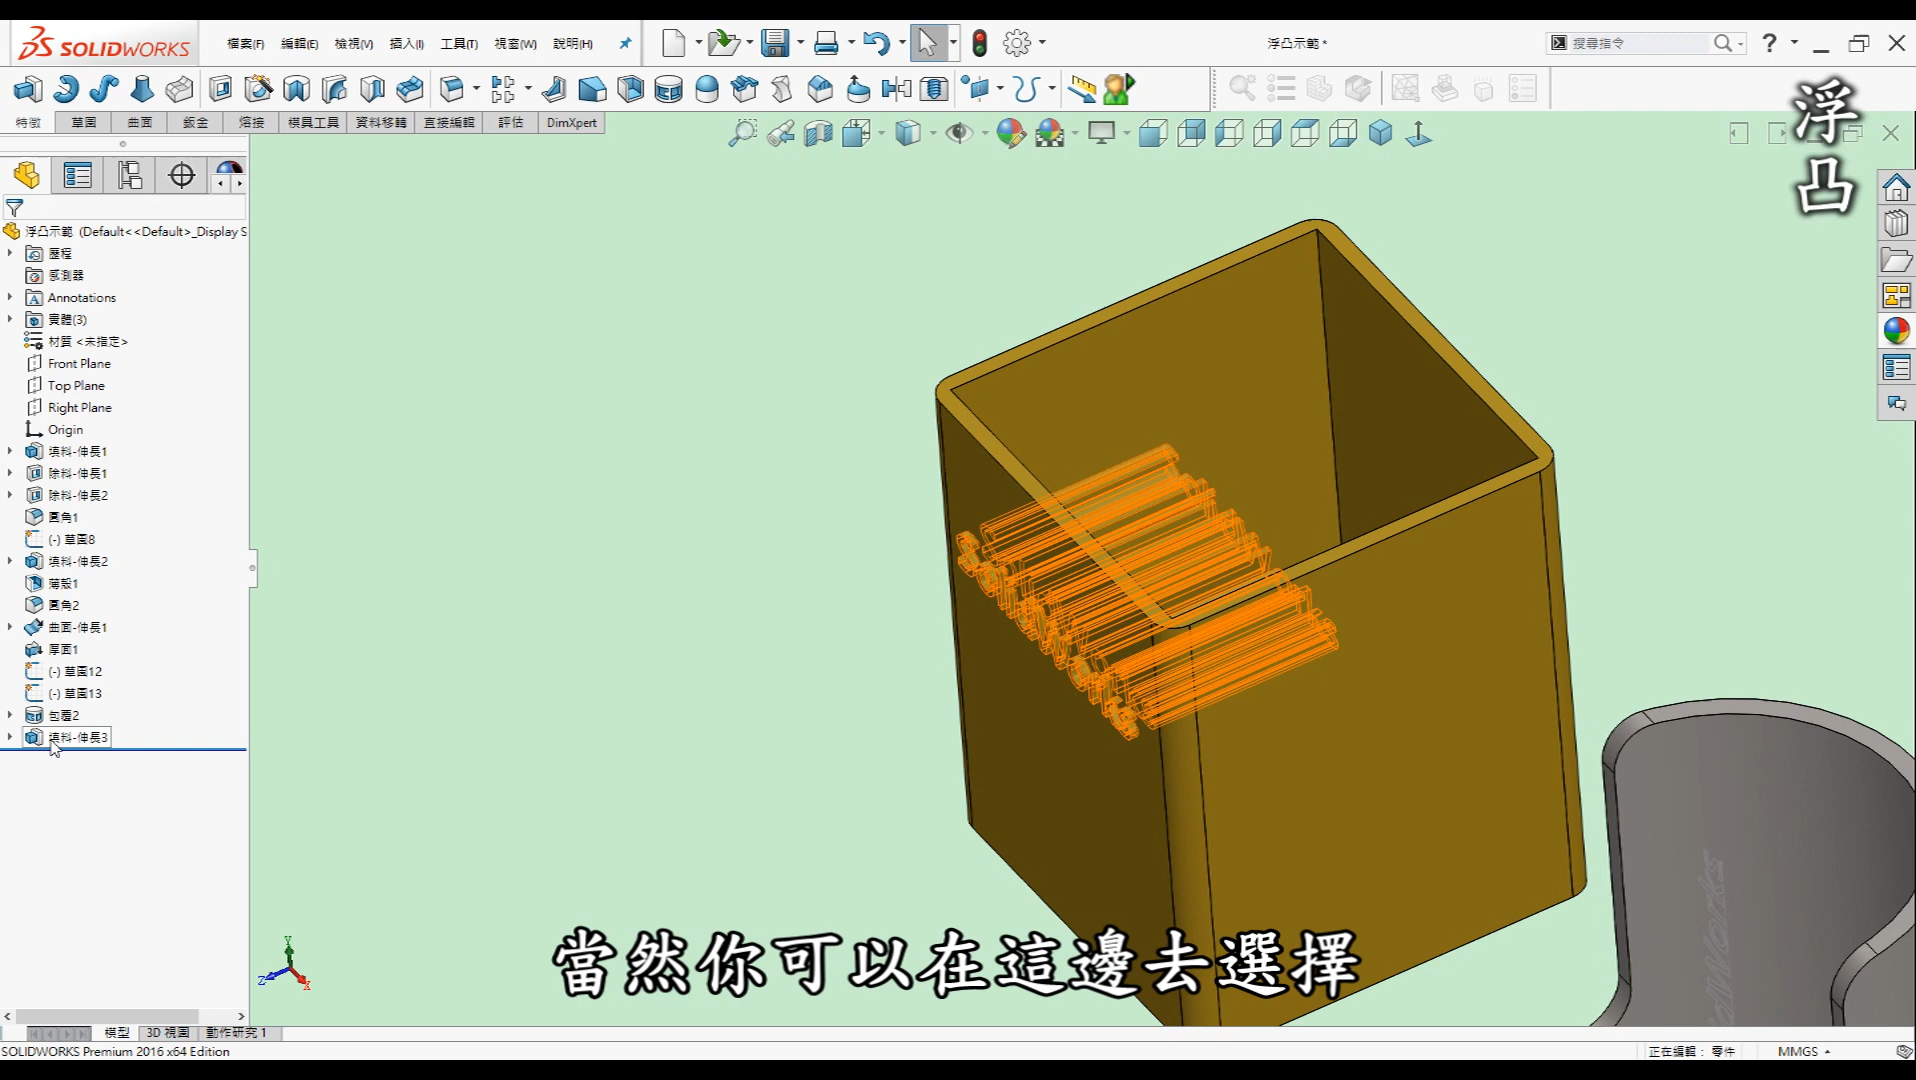 SOLIDWORKS
檔案(F) 編輯(E) 檢視(V) 插入(I) 工具(T) 視窗(W) 說明(H)
浮凸示範 *
搜尋指令
特徵 草圖 曲面 鈑金 熔接 模具工具 資料移轉 直接編輯 評估 DimXpert
浮凸
浮凸示範 (Default<<Default>_Display S
歷程
感測器
Annotations
實體(3)
材質 <未指定>
Front Plane
Top Plane
Right Plane
Origin
填料-伸長1
除料-伸長1
除料-伸長2
圓角1
(-) 草圖8
填料-伸長2
薄殼1
圓角2
曲面-伸長1
厚面1
(-) 草圖12
(-) 草圖13
包覆2
填料-伸長3
SolidWorks
Y
Z
X
當然你可以在這邊去選擇
模型 3D 視圖 動作研究 1
SOLIDWORKS Premium 2016 x64 Edition
正在編輯： 零件
MMGS